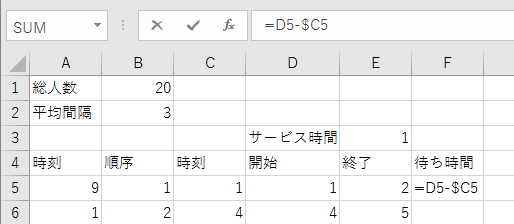 SUM =D5-$C5
A B C D E F
1 総人数 20
2 平均間隔 3
3 サービス時間 1
4 時刻 順序 時刻 開始 終了 待ち時間
5 9 1 1 1 2 =D5-$C5
6 1 2 4 4 5